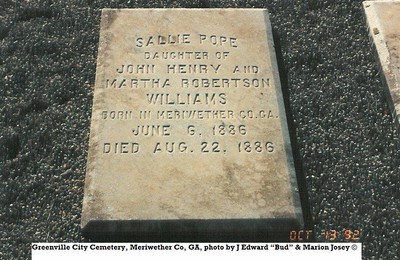 SALLIE POPE
DAUGHTER OF
JOHN HENRY AND
MARTHA ROBERTSON
WILLIAMS
BORN IN MERIWETHER CO. GA.
JUNE 6. 1886
DIED AUG. 22. 1886
OCT 13 '92
Greenville City Cemetery, Meriwether Co, GA, photo by J Edward “Bud” & Marion Josey ©